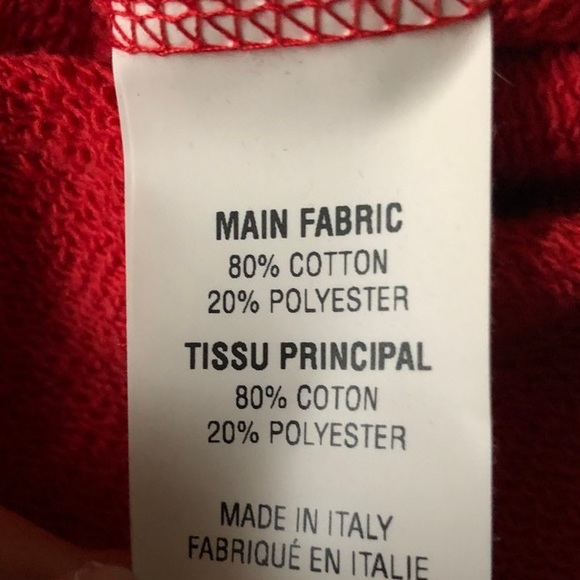 MAIN FABRIC
80% COTTON
20% POLYESTER
TISSU PRINCIPAL
80% COTON
20% POLYESTER
MADE IN ITALY
FABRIQUÉ EN ITALIE